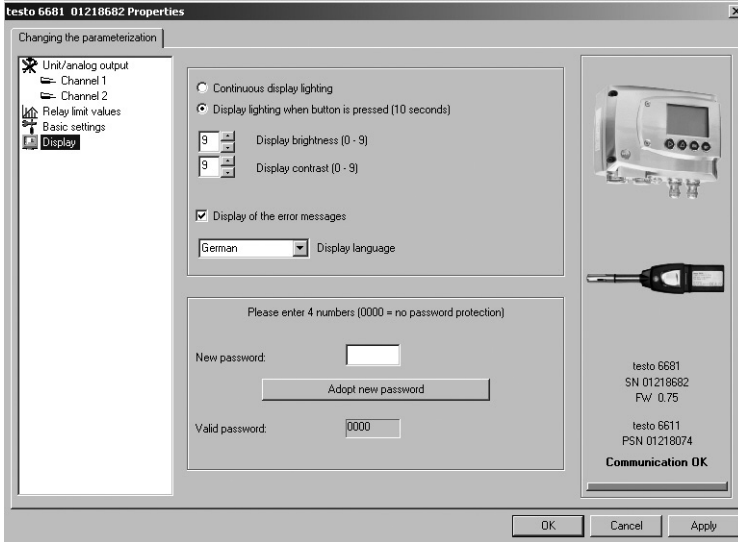 testo 6681 01218682 Properties
Changing the parameterization
Unit/analog output
Channel 1
Channel 2
Relay limit values
Basic settings
Display
Continuous display lighting
Display lighting when button is pressed (10 seconds)
9 Display brightness (0 - 9)
9 Display contrast (0 - 9)
Display of the error messages
German Display language
Please enter 4 numbers (0000 = no password protection)
New password:
Adopt new password
Valid password: 0000
testo 6681
SN 01218682
FW 0.75
testo 6611
PSN 01218074
Communication OK
OK Cancel Apply